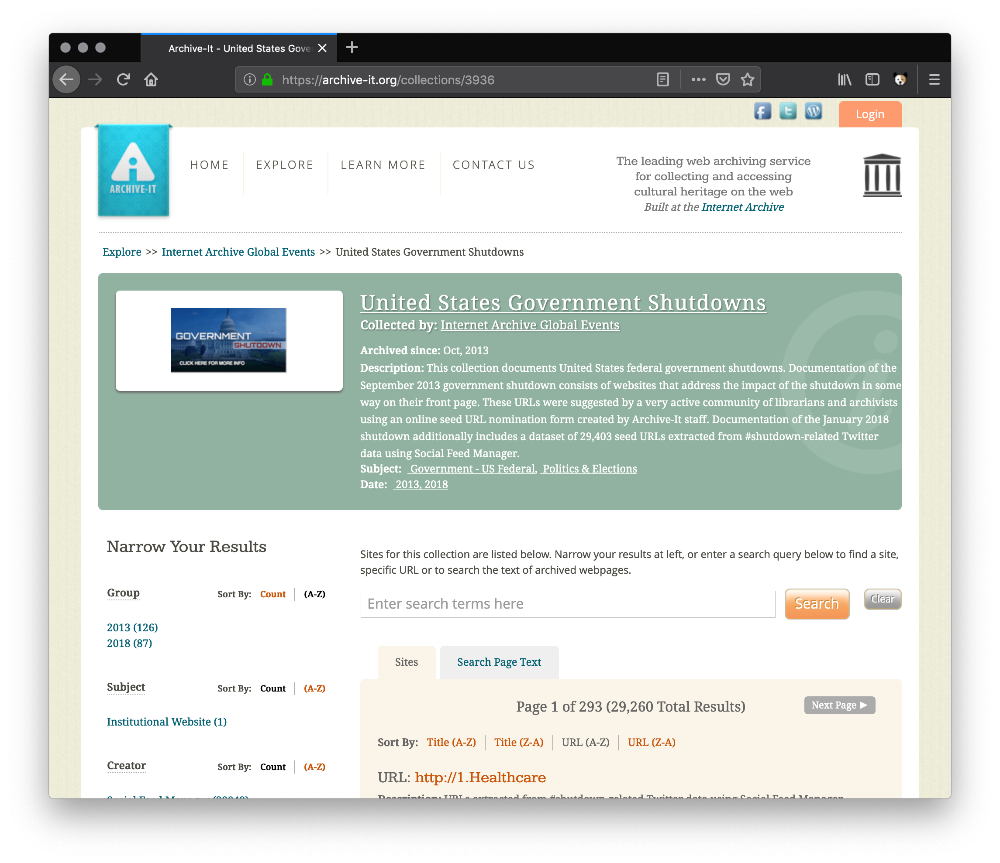 Archive-It - United States Gove
https://archive-it.org/collections/3936
Login
ARCHIVE-IT
HOME
EXPLORE
LEARN MORE
CONTACT US
The leading web archiving service
for collecting and accessing
cultural heritage on the web
Built at the Internet Archive
Explore >> Internet Archive Global Events >> United States Government Shutdowns
GOVERNMENT
SHUTDOWN
CLICK HERE FOR MORE INFO
United States Government Shutdowns
Collected by: Internet Archive Global Events
Archived since: Oct, 2013
Description: This collection documents United States federal government shutdowns. Documentation of the
September 2013 government shutdown consists of websites that address the impact of the shutdown in some
way on their front page. These URLs were suggested by a very active community of librarians and archivists
using an online seed URL nomination form created by Archive-It staff. Documentation of the January 2018
shutdown additionally includes a dataset of 29,403 seed URLs extracted from #shutdown-related Twitter
data using Social Feed Manager.
Subject: Government - US Federal, Politics & Elections
Date: 2013, 2018
Narrow Your Results
Group Sort By: Count (A-Z)
2013 (126)
2018 (87)
Subject Sort By: Count (A-Z)
Institutional Website (1)
Creator Sort By: Count (A-Z)
Sites for this collection are listed below. Narrow your results at left, or enter a search query below to find a site,
specific URL or to search the text of archived webpages.
Enter search terms here
Search
Clear
Sites
Search Page Text
Page 1 of 293 (29,260 Total Results)
Next Page ▶
Sort By: Title (A-Z) Title (Z-A) URL (A-Z) URL (Z-A)
URL: http://1.Healthcare
Description: URLs extracted from #shutdown-related Twitter data using Social Feed Manager